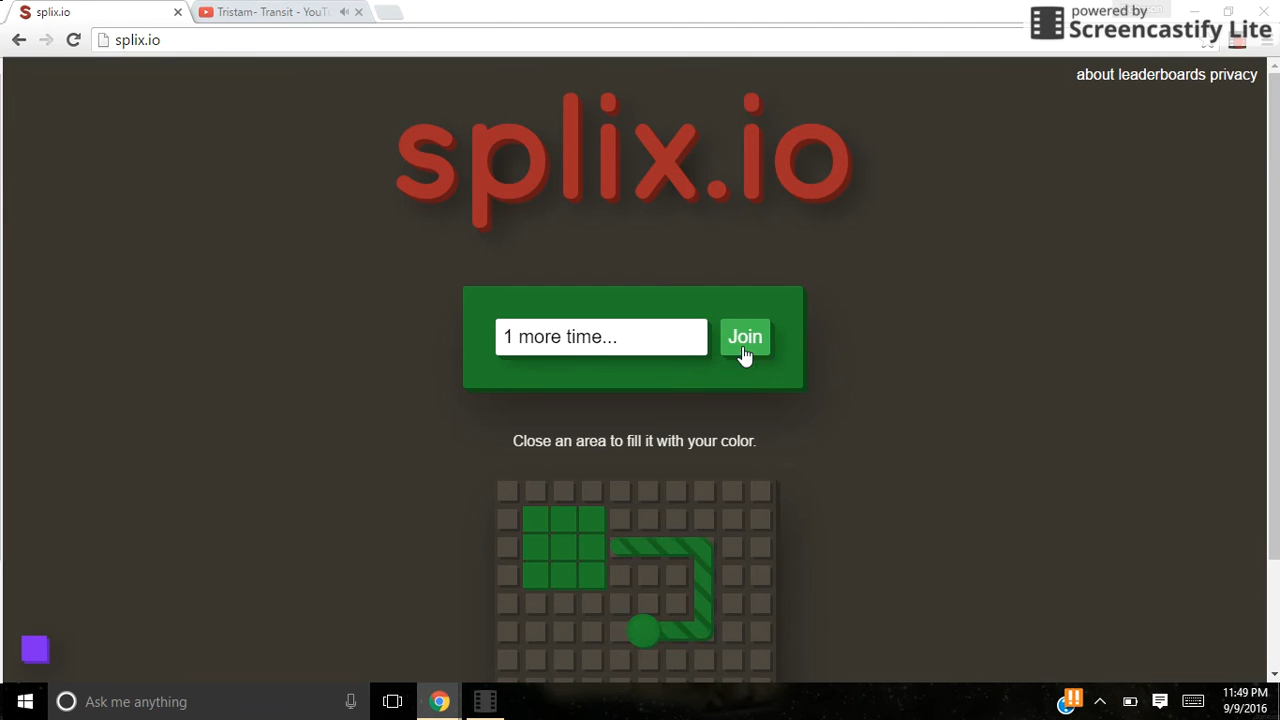 splix.io
Tristam- Transit - YouTu
powered by
Screencastify Lite
splix.io
about leaderboards privacy
splix.io
1 more time...
Join
Close an area to fill it with your color.
Ask me anything
11:49 PM
9/9/2016